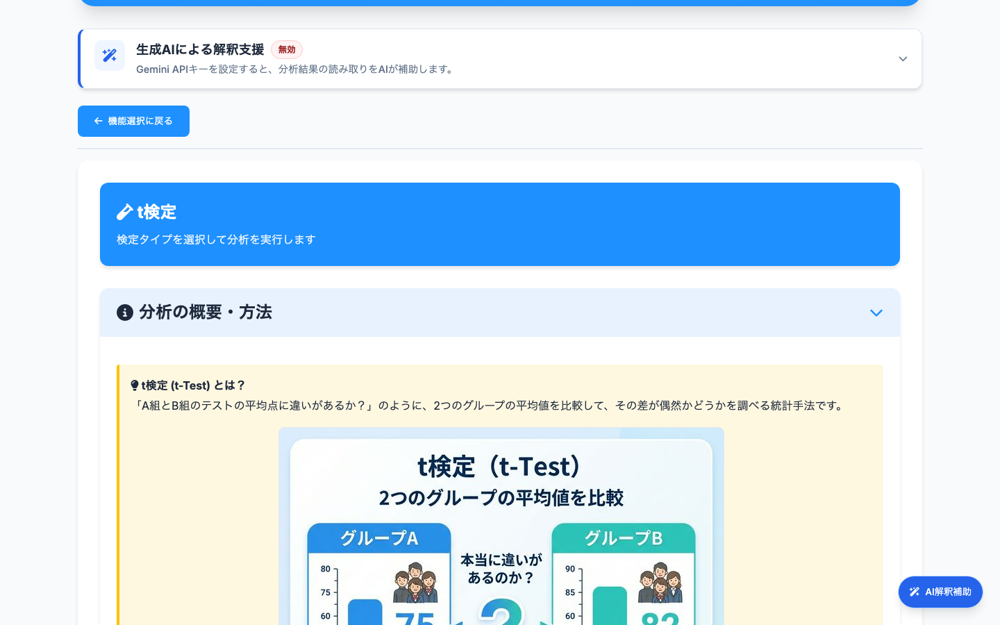 生成AIによる解釈支援 無効
Gemini APIキーを設定すると、分析結果の読み取りをAIが補助します。
機能選択に戻る
t検定
検定タイプを選択して分析を実行します
分析の概要・方法
t検定 (t-Test) とは？
「A組とB組のテストの平均点に違いがあるか？」のように、2つのグループの平均値を比較して、その差が偶然かどうかを調べる統計手法です。
t検定（t-Test）
2つのグループの平均値を比較
グループA
80
75
60
75
本当に違いが
あるのか？
?
グループB
90
85
60
82
AI解釈補助